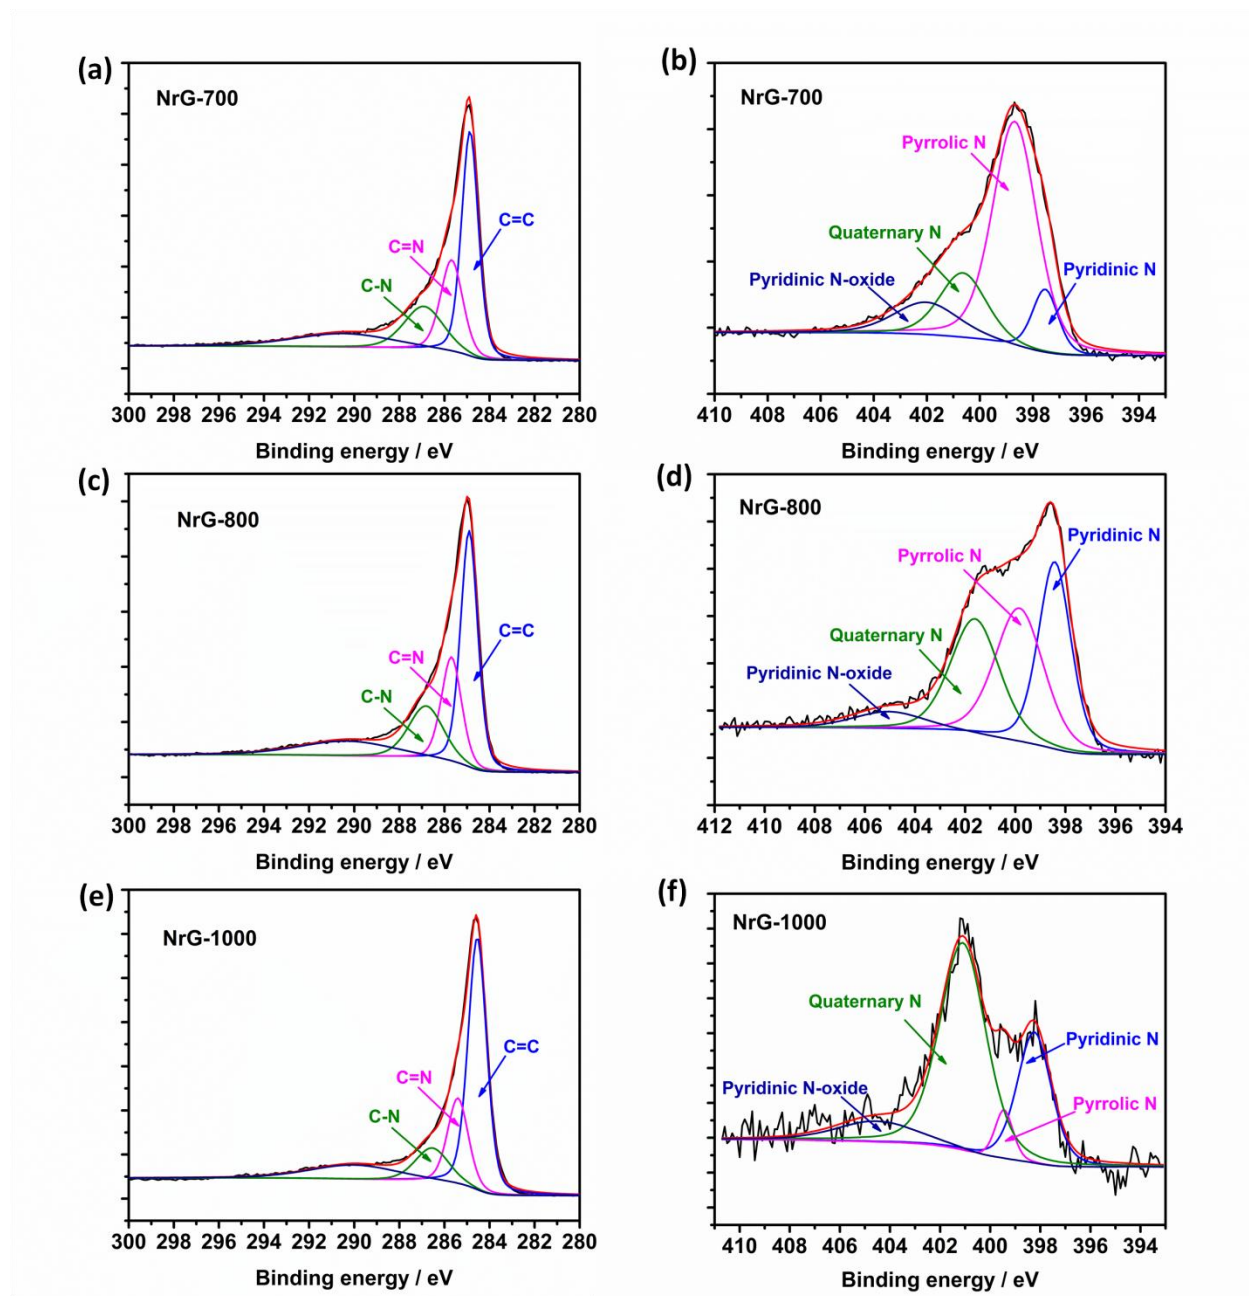 (a)
NrG-700
C=C
C=N
C-N
300 298 296 294 292 290 288 286 284 282 280
Binding energy / eV
(b)
NrG-700
Pyrrolic N
Quaternary N
Pyridinic N-oxide
Pyridinic N
410 408 406 404 402 400 398 396 394
Binding energy / eV
(c)
NrG-800
C=C
C=N
C-N
300 298 296 294 292 290 288 286 284 282 280
Binding energy / eV
(d)
NrG-800
Pyridinic N
Pyrrolic N
Quaternary N
Pyridinic N-oxide
412 410 408 406 404 402 400 398 396 394
Binding energy / eV
(e)
NrG-1000
C=C
C=N
C-N
300 298 296 294 292 290 288 286 284 282 280
Binding energy / eV
(f)
NrG-1000
Quaternary N
Pyridinic N
Pyridinic N-oxide
Pyrrolic N
410 408 406 404 402 400 398 396 394
Binding energy / eV